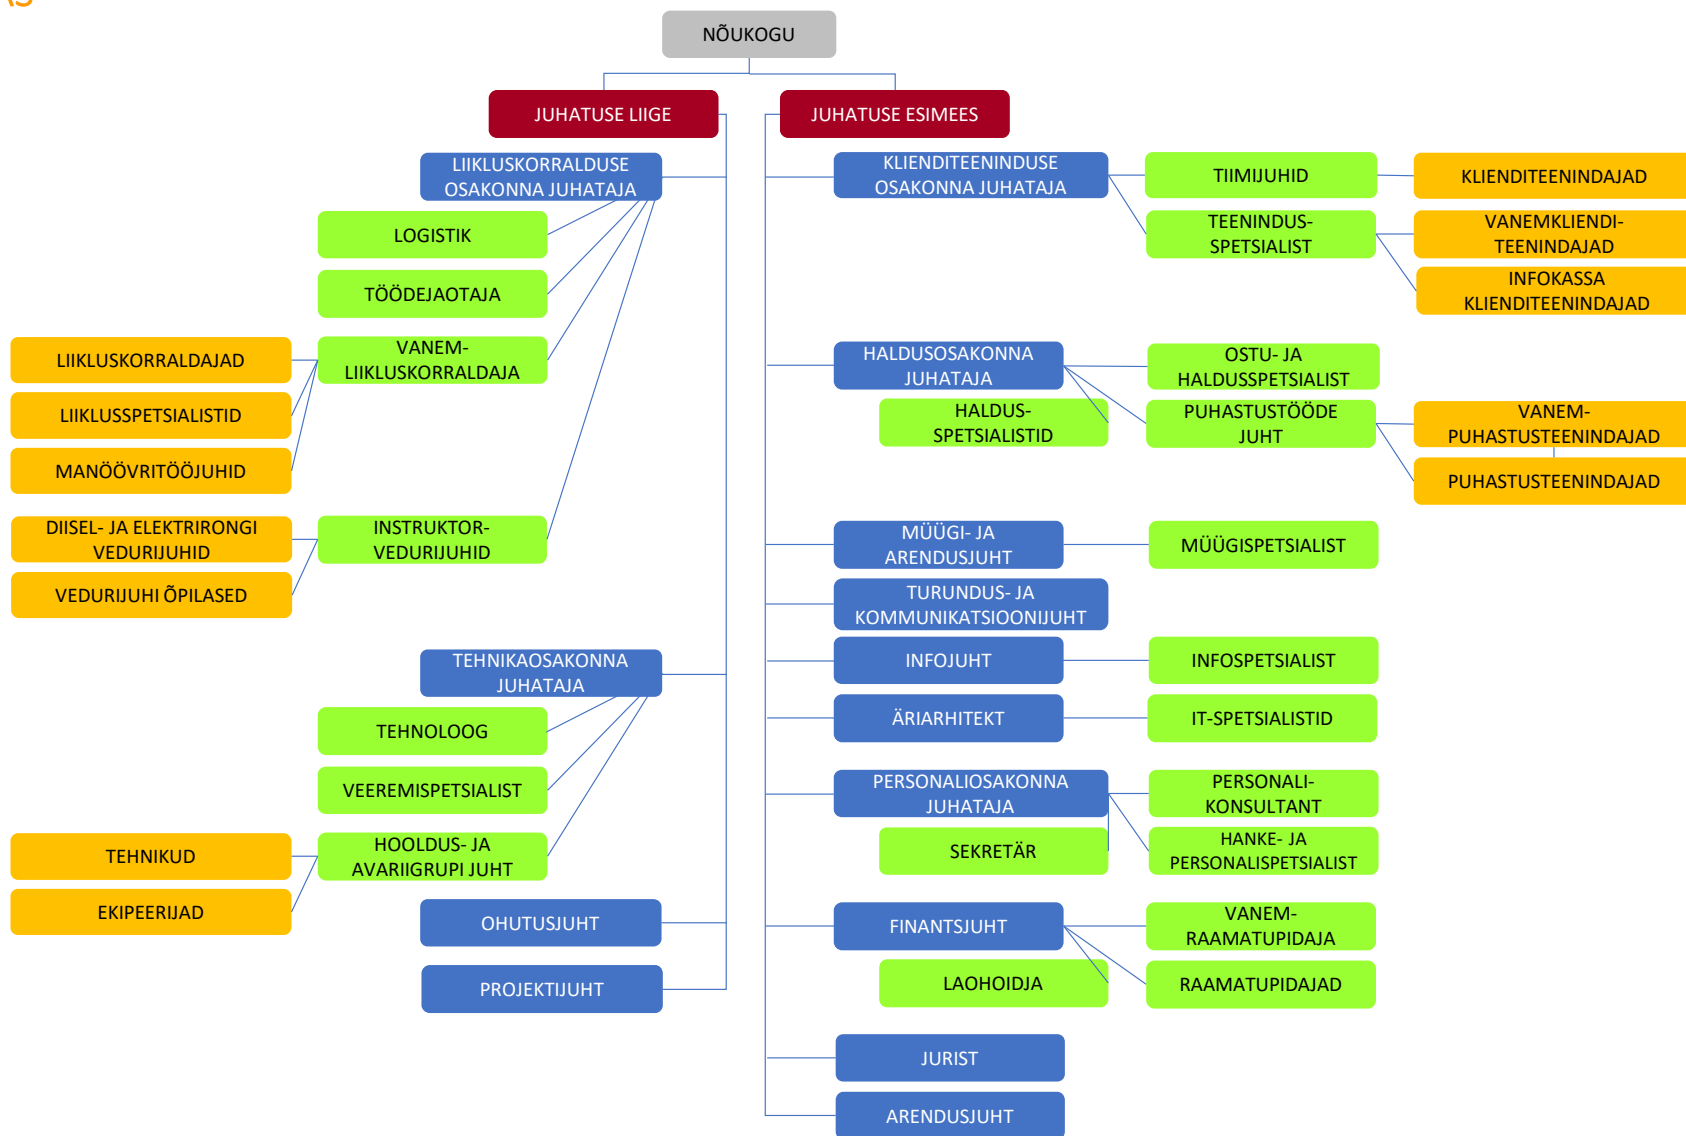 AS
NÕUKOGU
JUHATUSE LIIGE
JUHATUSE ESIMEES
LIIKLUSKORRALDUSE
OSAKONNA JUHATAJA
LOGISTIK
TÖÖDEJAOTAJA
VANEM-
LIIKLUSKORRALDAJA
LIIKLUSKORRALDAJAD
LIIKLUSSPETSIALISTID
MANÖÖVRITÖÖJUHID
INSTRUKTOR-
VEDURIJUHID
DIISEL- JA ELEKTRIRONGI
VEDURIJUHID
VEDURIJUHI ÕPILASED
TEHNIKAOSAKONNA
JUHATAJA
TEHNOLOOG
VEEREMISPETSIALIST
HOOLDUS- JA
AVARIIGRUPI JUHT
TEHNIKUD
EKIPEERIJAD
OHUTUSJUHT
PROJEKTIJUHT
KLIENDITEENINDUSE
OSAKONNA JUHATAJA
TIIMIJUHID
KLIENDITEENINDAJAD
TEENINDUS-
SPETSIALIST
VANEMKLIENDI-
TEENINDAJAD
INFOKASSA
KLIENDITEENINDAJAD
HALDUSOSAKONNA
JUHATAJA
OSTU- JA
HALDUSSPETSIALIST
HALDUS-
SPETSIALISTID
PUHASTUSTÖÖDE
JUHT
VANEM-
PUHASTUSTEENINDAJAD
PUHASTUSTEENINDAJAD
MÜÜGI- JA
ARENDUSJUHT
MÜÜGISPETSIALIST
TURUNDUS- JA
KOMMUNIKATSIOONIJUHT
INFOJUHT
INFOSPETSIALIST
ÄRIARHITEKT
IT-SPETSIALISTID
PERSONALIOSAKONNA
JUHATAJA
PERSONALI-
KONSULTANT
SEKRETÄR
HANKE- JA
PERSONALISPETSIALIST
FINANTSJUHT
VANEM-
RAAMATUPIDAJA
LAOHOIDJA
RAAMATUPIDAJAD
JURIST
ARENDUSJUHT